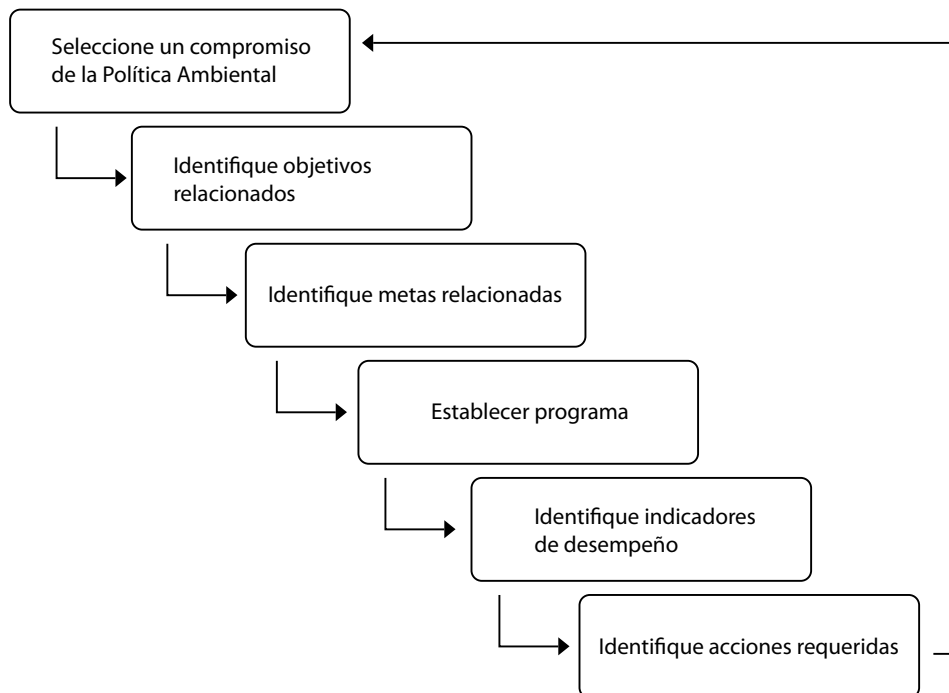 Seleccione un compromiso
de la Política Ambiental
Identifique objetivos
relacionados
Identifique metas relacionadas
Establecer programa
Identifique indicadores
de desempeño
Identifique acciones requeridas